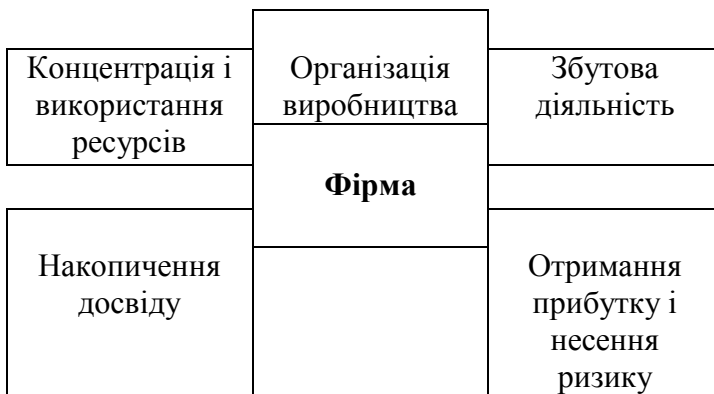 Концентрація і
використання
ресурсів
Організація
виробництва
Збутова
діяльність
Фірма
Накопичення
досвіду
Отримання
прибутку і
несення
ризику